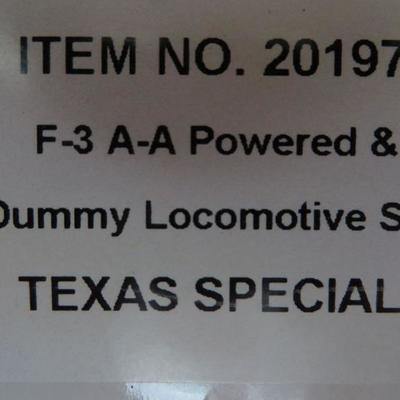 ITEM NO. 20197
F-3 A-A Powered &
Dummy Locomotive S
TEXAS SPECIAL